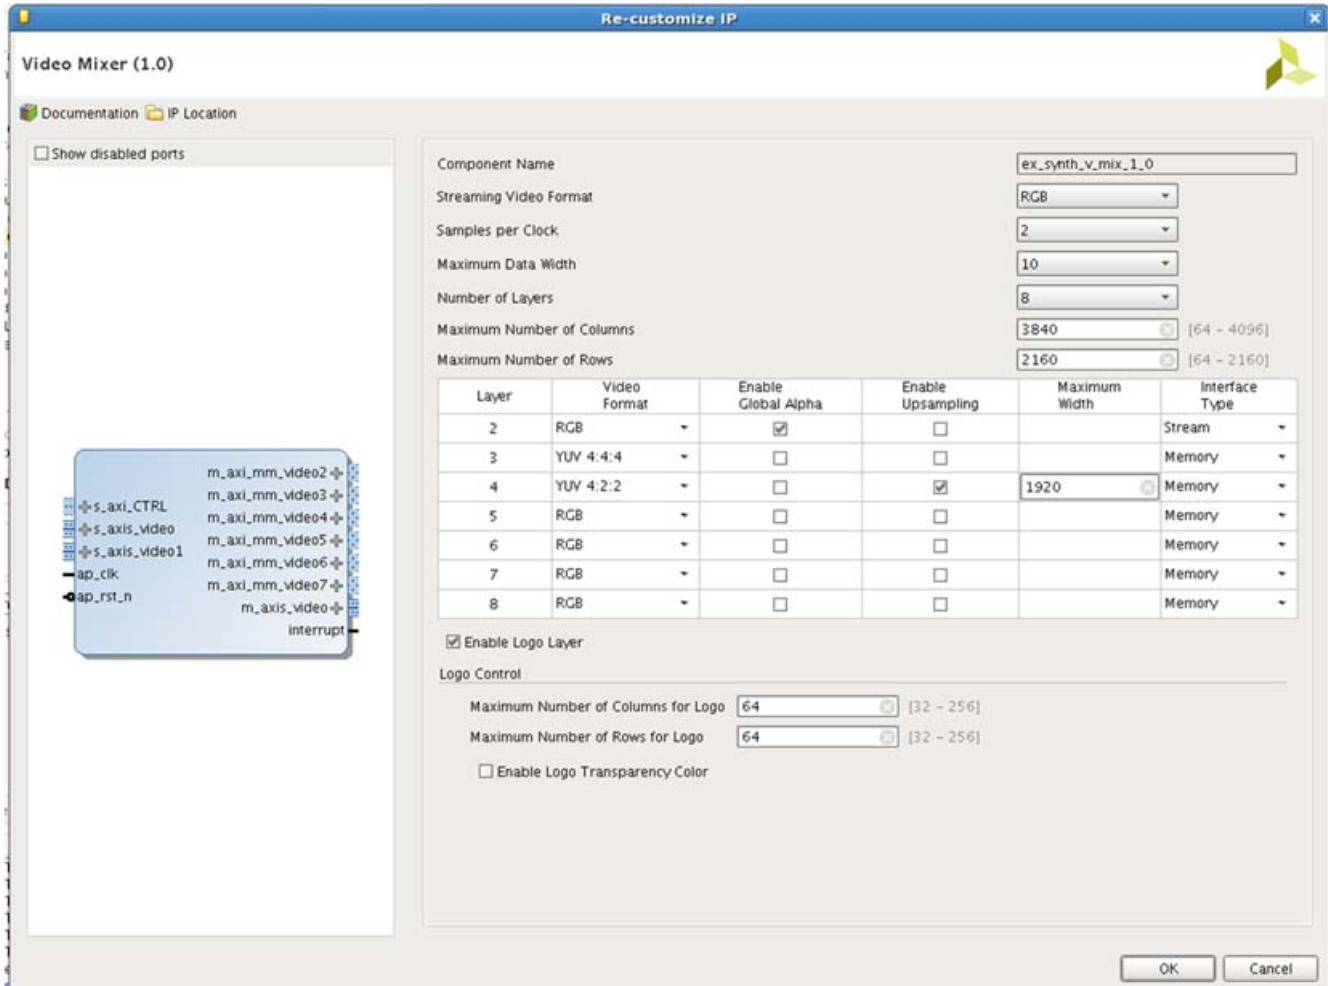 Re-customize IP
Video Mixer (1.0)
Documentation IP Location
Show disabled ports
m_axi_mm_video2
m_axi_mm_video3
s_axi_CTRL
m_axi_mm_video4
s_axis_video
m_axi_mm_video5
s_axis_video1
m_axi_mm_video6
ap_clk
m_axi_mm_video7
ap_rst_n
m_axis_video
interrupt
Component Name ex_synth_v_mix_1_0
Streaming Video Format RGB
Samples per Clock 2
Maximum Data Width 10
Number of Layers 8
Maximum Number of Columns 3840 [64 - 4096]
Maximum Number of Rows 2160 [64 - 2160]
Layer Video Format Enable Global Alpha Enable Upsampling Maximum Width Interface Type
2 RGB Stream
3 YUV 4:4:4 Memory
4 YUV 4:2:2 1920 Memory
5 RGB Memory
6 RGB Memory
7 RGB Memory
8 RGB Memory
Enable Logo Layer
Logo Control
Maximum Number of Columns for Logo 64 [32 - 256]
Maximum Number of Rows for Logo 64 [32 - 256]
Enable Logo Transparency Color
OK Cancel